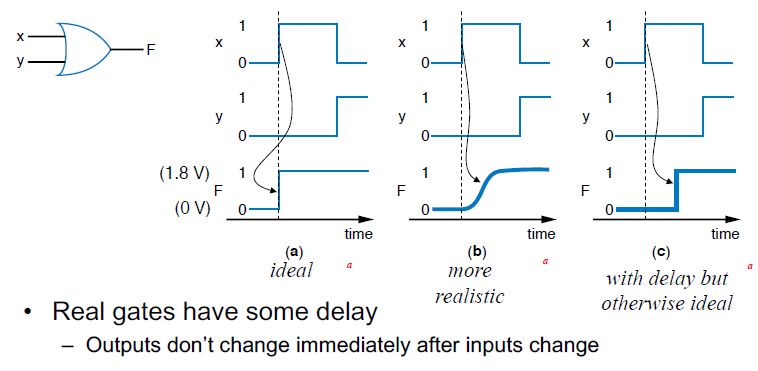 x
y
F
1
x
0
1
y
0
(1.8 V)
1
F
(0 V)
0
time
(a)
ideal
a
1
x
0
1
y
0
1
F
0
time
(b)
more
realistic
a
1
x
0
1
y
0
1
F
0
time
(c)
with delay but
otherwise ideal
a
• Real gates have some delay
– Outputs don't change immediately after inputs change